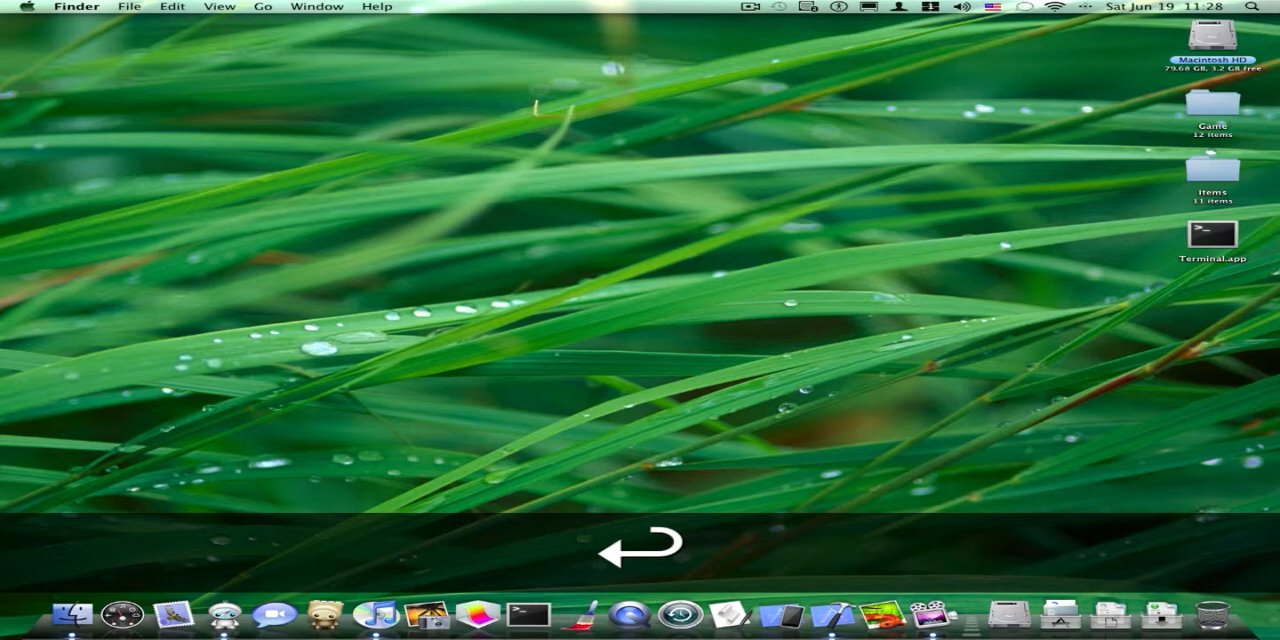 Finder File Edit View Go Window Help Sat Jun 19 11:28
Macintosh HD
79.68 GB, 3.2 GB free
Game
12 items
Items
11 items
>_
Terminal.app